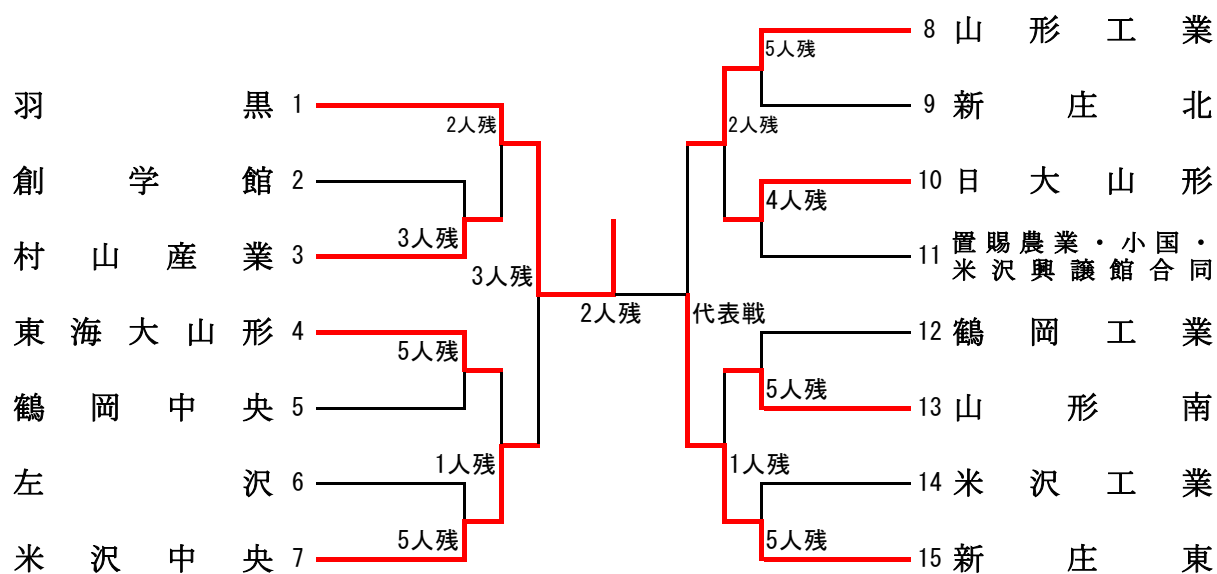 羽黒 1
創学館 2
村山産業 3
東海大山形 4
鶴岡中央 5
左沢 6
米沢中央 7
2人残
3人残
5人残
5人残
1人残
3人残
2人残
代表戦
8 山形工業
9 新庄北
10 日大山形
11 置賜農業・小国・
米沢興譲館合同
12 鶴岡工業
13 山形南
14 米沢工業
15 新庄東
5人残
2人残
4人残
5人残
1人残
5人残